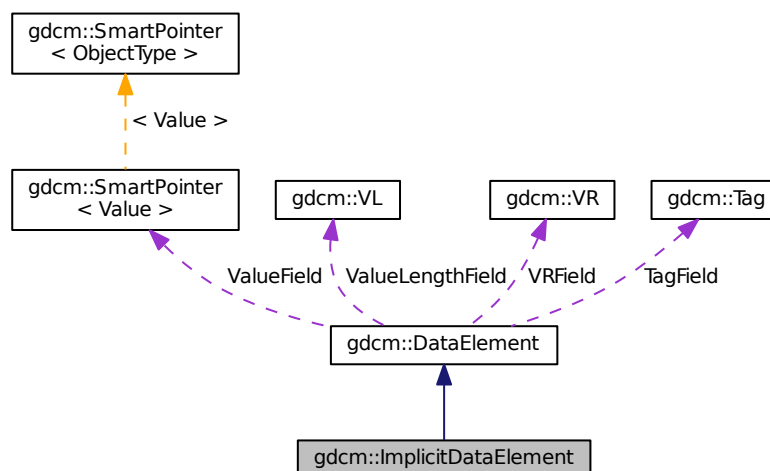 gdcm::SmartPointer
< ObjectType >
< Value >
gdcm::SmartPointer
< Value >
gdcm::VL
gdcm::VR
gdcm::Tag
ValueField
ValueLengthField
VRField
TagField
gdcm::DataElement
gdcm::ImplicitDataElement